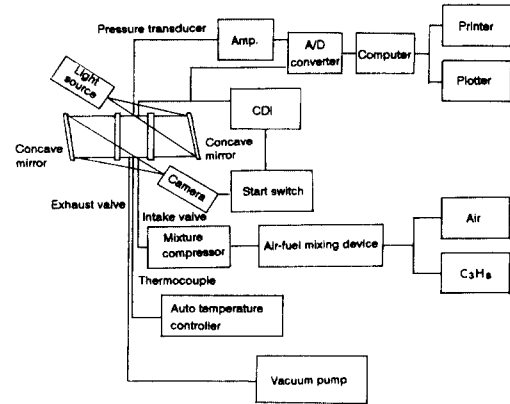 Pressure transducer
Amp.
A/D
converter
Computer
Printer
Plotter
Light
source
CDI
Concave
mirror
Concave
mirror
Camera
Start switch
Exhaust valve
Intake valve
Mixture
compressor
Air-fuel mixing device
Air
C₃H₈
Thermocouple
Auto temperature
controller
Vacuum pump